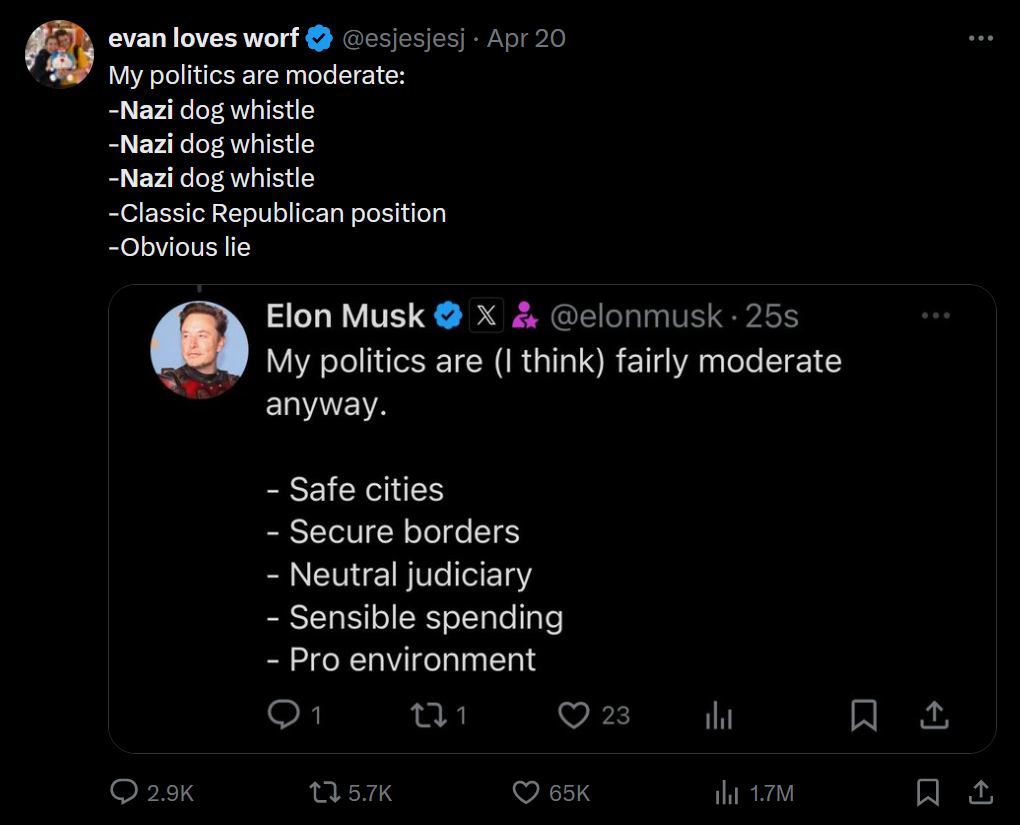 evan loves worf @esjesjesj · Apr 20
My politics are moderate:
-Nazi dog whistle
-Nazi dog whistle
-Nazi dog whistle
-Classic Republican position
-Obvious lie
Elon Musk X @elonmusk · 25s
My politics are (I think) fairly moderate
anyway.
- Safe cities
- Secure borders
- Neutral judiciary
- Sensible spending
- Pro environment
1 1 23
2.9K 5.7K 65K 1.7M